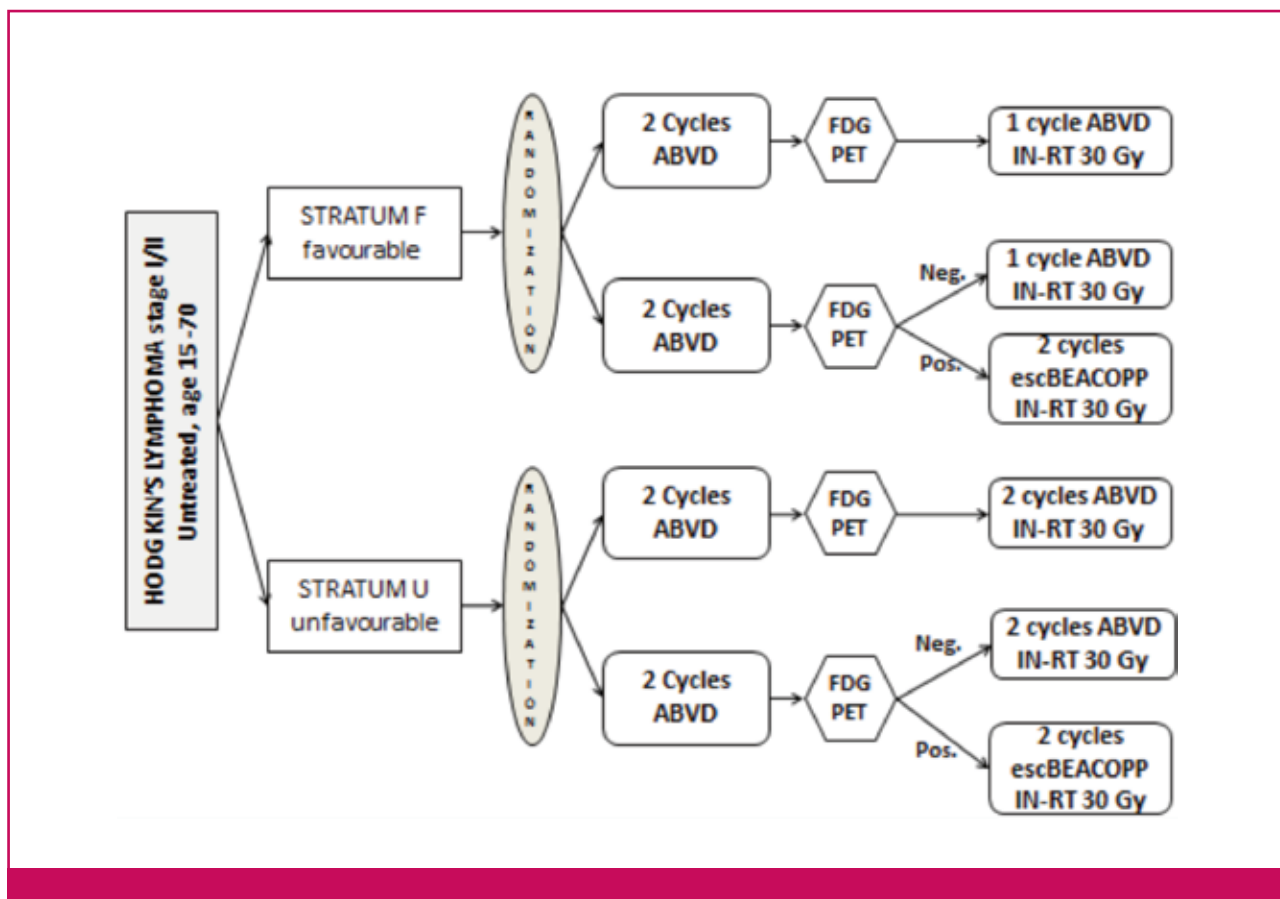 HODGKIN'S LYMPHOMA stage I/II
Untreated, age 15 -70
STRATUM F
favourable
RANDOMIZATION
2 Cycles
ABVD
FDG
PET
1 cycle ABVD
IN-RT 30 Gy
2 Cycles
ABVD
FDG
PET
Neg.
1 cycle ABVD
IN-RT 30 Gy
Pos.
2 cycles
escBEACOPP
IN-RT 30 Gy
STRATUM U
unfavourable
RANDOMIZATION
2 Cycles
ABVD
FDG
PET
2 cycles ABVD
IN-RT 30 Gy
2 Cycles
ABVD
FDG
PET
Neg.
2 cycles ABVD
IN-RT 30 Gy
Pos.
2 cycles
escBEACOPP
IN-RT 30 Gy